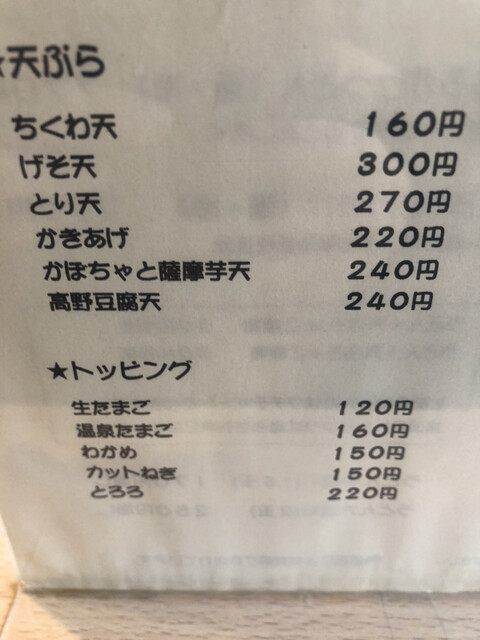 ★天ぷら
ちくわ天 160円
げそ天 300円
とり天 270円
かきあげ 220円
かぼちゃと薩摩芋天 240円
高野豆腐天 240円
★トッピング
生たまご 120円
温泉たまご 160円
わかめ 150円
カットねぎ 150円
とろろ 220円